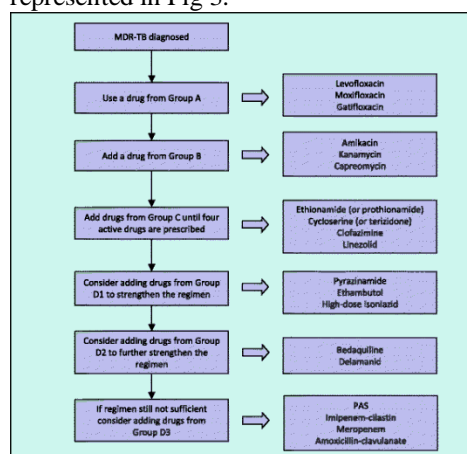 represented in Fig 3.
MDR-TB diagnosed
Use a drug from Group A
Levofloxacin
Moxifloxacin
Gatifloxacin
Add a drug from Group B
Amikacin
Kanamycin
Capreomycin
Add drugs from Group C until four
active drugs are prescribed
Ethionamide (or prothionamide)
Cycloserine (or terizidone)
Clofazimine
Linezolid
Consider adding drugs from Group
D1 to strengthen the regimen
Pyrazinamide
Ethambutol
High-dose Isoniazid
Consider adding drugs from Group
D2 to further strengthen the
regimen
Bedaquiline
Delamanid
If regimen still not sufficient
consider adding drugs from
Group D3
PAS
Imipenem-cilastin
Meropenem
Amoxicillin-clavulanate